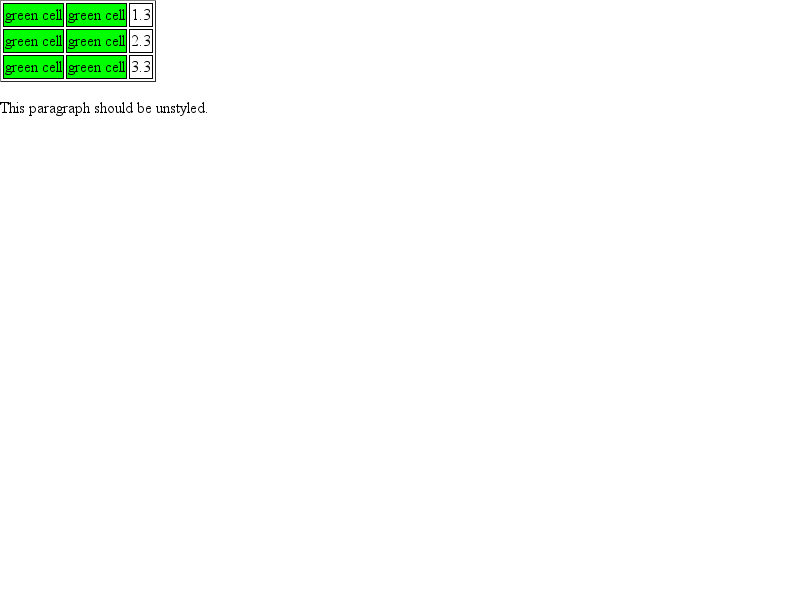 green cell green cell 1.3
green cell green cell 2.3
green cell green cell 3.3
This paragraph should be unstyled.